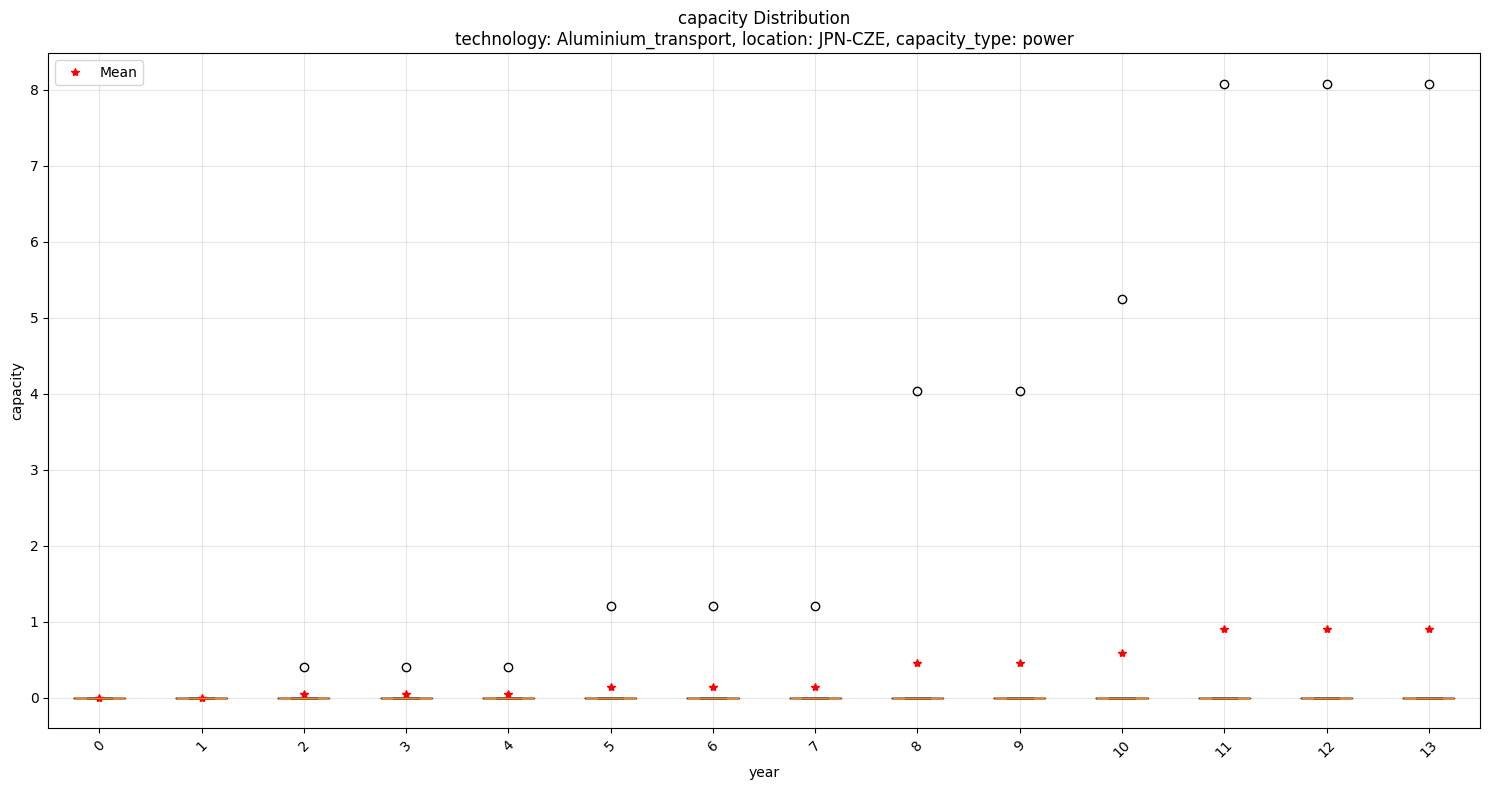 capacity Distribution
technology: Aluminium_transport, location: JPN-CZE, capacity_type: power
Mean
8
7
6
5
4
3
2
1
0
capacity
0 1 2 3 4 5 6 7 8 9 10 11 12 13
year